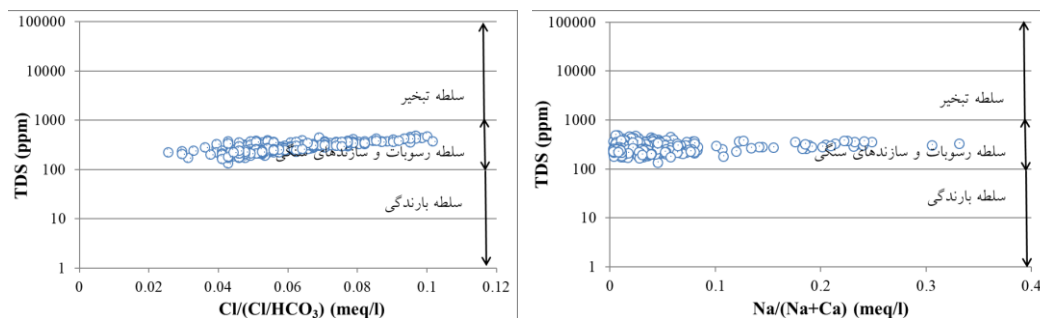 100000
10000
1000
100
10
1
TDS (ppm)
سلطه تبخیر
سلطه رسوبات و سازندهای سنگی
سلطه بارندگی
0
0.02
0.04
0.06
0.08
0.1
0.12
Cl/(Cl/HCO₃) (meq/l)
100000
10000
1000
100
10
1
TDS (ppm)
سلطه تبخیر
سلطه رسوبات و سازندهای سنگی
سلطه بارندگی
0
0.1
0.2
0.3
0.4
Na/(Na+Ca) (meq/l)